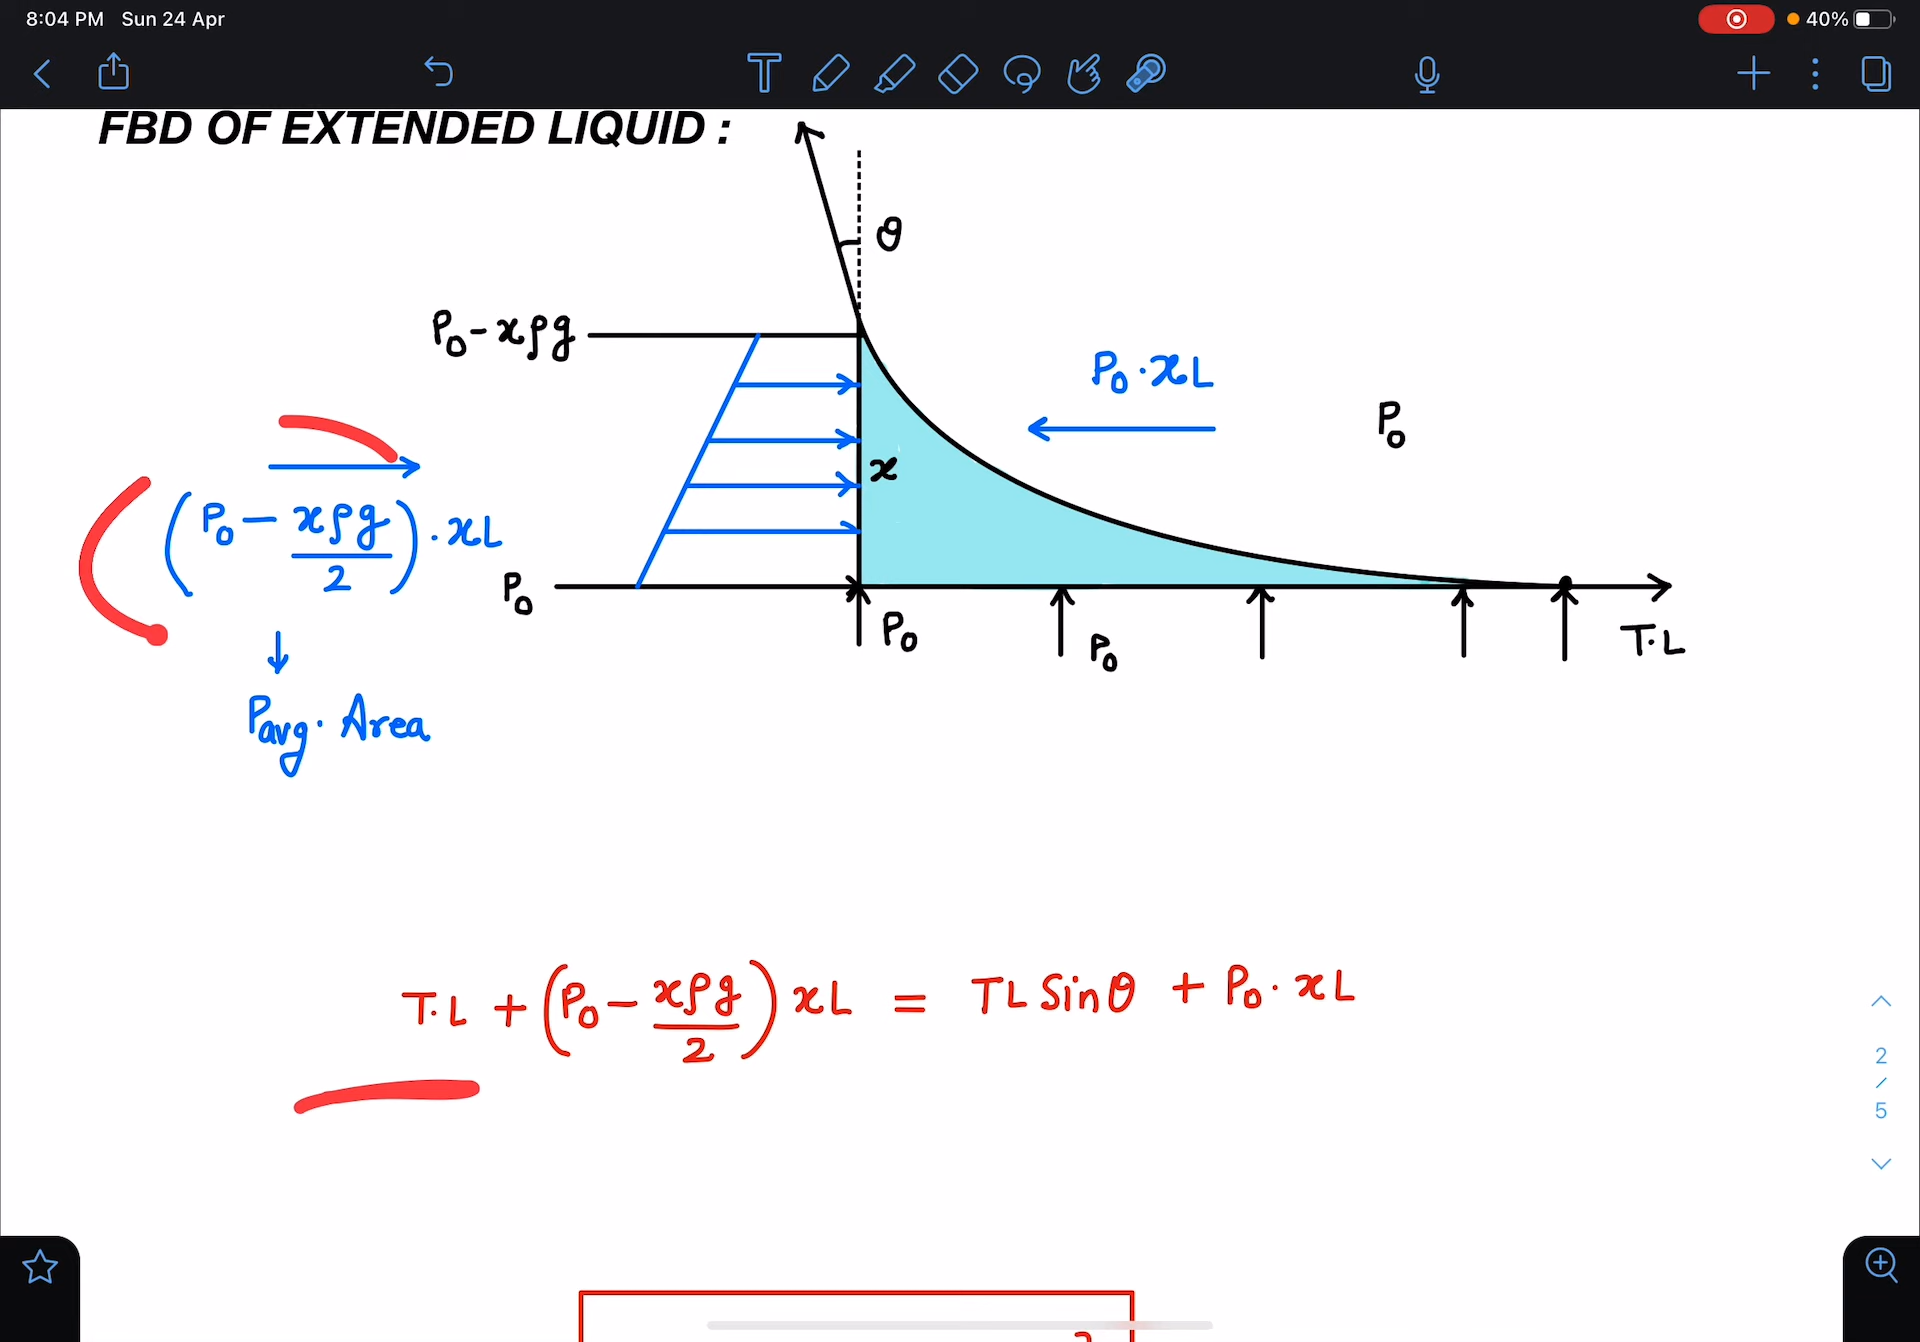 8:04 PM Sun 24 Apr 40%
FBD OF EXTENDED LIQUID :
θ
P₀ - xρg
P₀·xL
P₀
x
(P₀ - xρg/2)·xL
P₀
P₀
P₀
T·L
Pavg. Area
T·L + (P₀ - xρg/2) xL = TL Sinθ + P₀·xL
2
/
5